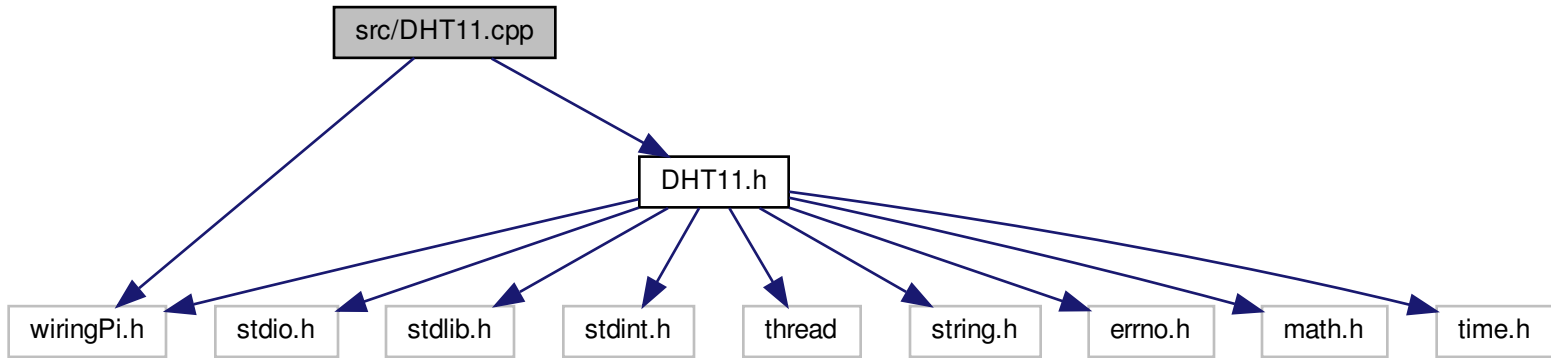 src/DHT11.cpp
DHT11.h
wiringPi.h
stdio.h
stdlib.h
stdint.h
thread
string.h
errno.h
math.h
time.h